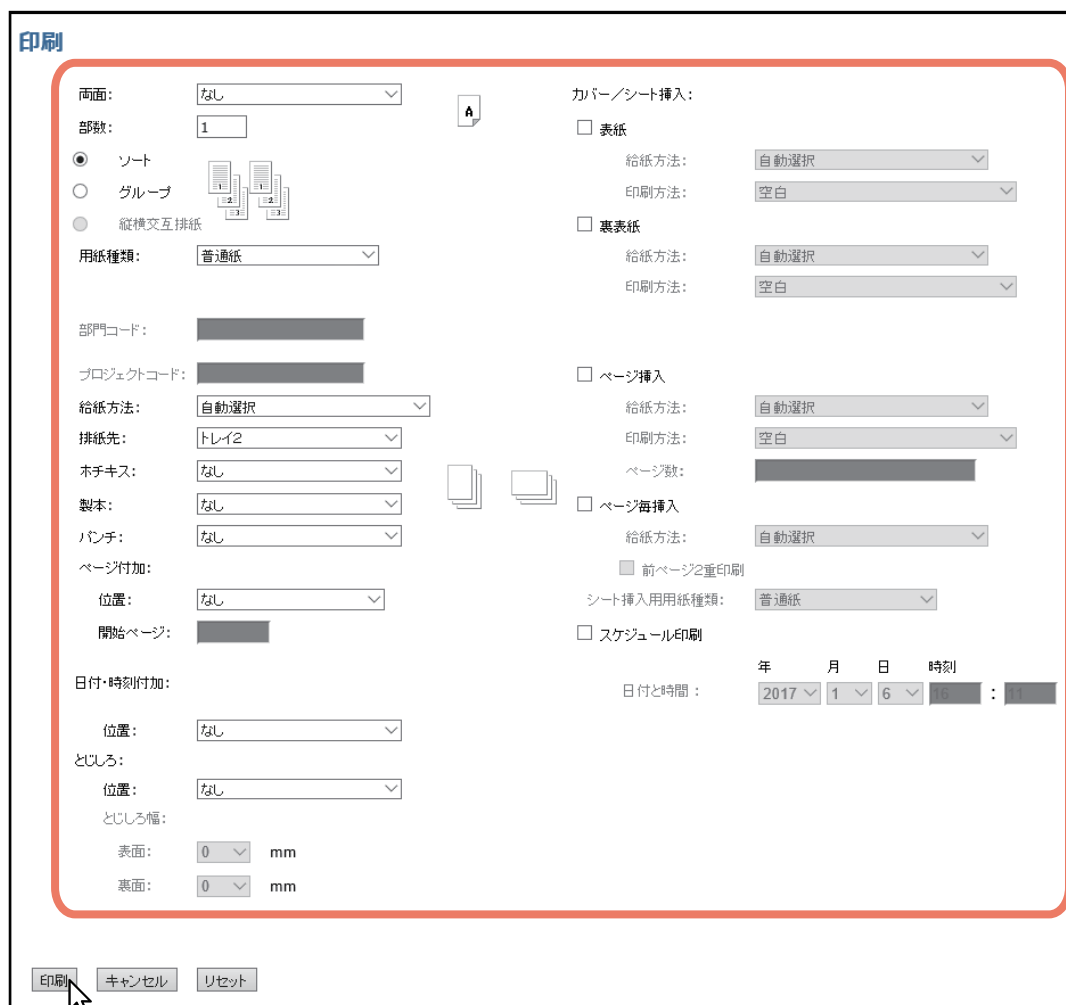 印刷
両面: なし
A
部数: 1
ソート
グループ
1 1
2 2
3 3
縦横交互排紙
用紙種類: 普通紙
部門コード:
プロジェクトコード:
給紙方法: 自動選択
排紙先: トレイ2
ホチキス: なし
製本: なし
パンチ: なし
ページ付加:
位置: なし
開始ページ:
日付・時刻付加:
位置: なし
とじしろ:
位置: なし
とじしろ幅:
表面: 0 mm
裏面: 0 mm
カバー／シート挿入:
表紙
給紙方法: 自動選択
印刷方法: 空白
裏表紙
給紙方法: 自動選択
印刷方法: 空白
ページ挿入
給紙方法: 自動選択
印刷方法: 空白
ページ数:
ページ毎挿入
給紙方法: 自動選択
前ページ2重印刷
シート挿入用用紙種類: 普通紙
スケジュール印刷
年 月 日 時刻
日付と時間 : 2017 1 6 16 : 11
印刷 キャンセル リセット